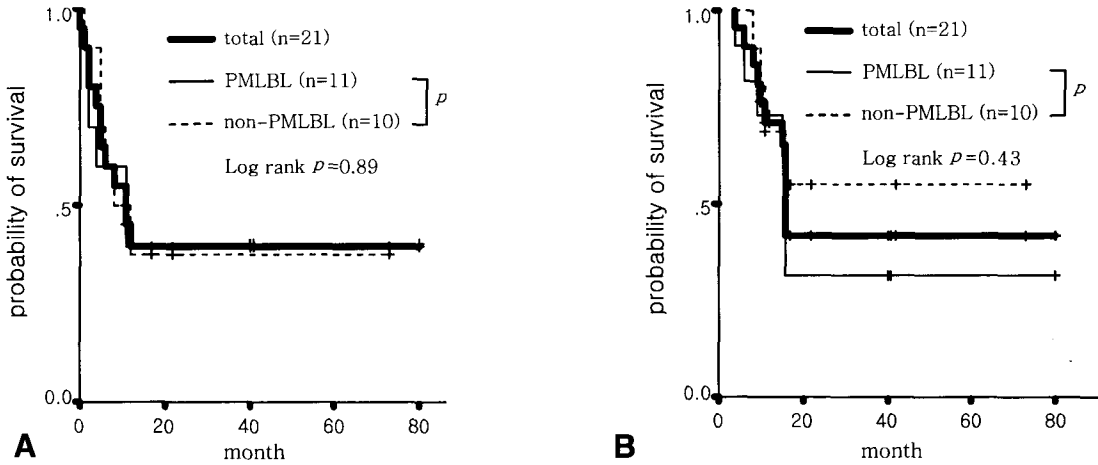 1.0
total (n=21)
PMLBL (n=11)
p
non-PMLBL (n=10)
Log rank p=0.89
probability of survival
.5
0.0
0 20 40 60 80
month
A
1.0
total (n=21)
PMLBL (n=11)
p
non-PMLBL (n=10)
Log rank p=0.43
probability of survival
.5
0.0
0 20 40 60 80
month
B